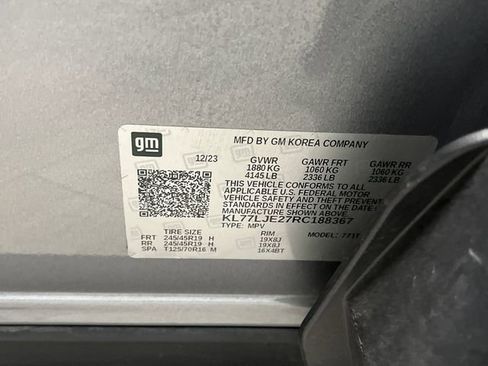 gm
MFD BY GM KOREA COMPANY
12/23 GVWR GAWR FRT GAWR RR
1880 KG 1060 KG 1060 KG
4145 LB 2336 LB 2336 LB
THIS VEHICLE CONFORMS TO ALL
APPLICABLE U.S. FEDERAL MOTOR
VEHICLE SAFETY AND THEFT PREVENTION
STANDARDS IN EFFECT ON THE DATE OF
MANUFACTURE SHOWN ABOVE.
KL77LJE27RC188367
TYPE: MPV MODEL:
TIRE SIZE RIM
FRT 245/45R19 H 19X8J
RR 245/45R19 H 19X8J
SPA T125/70R16 M 16X4BT